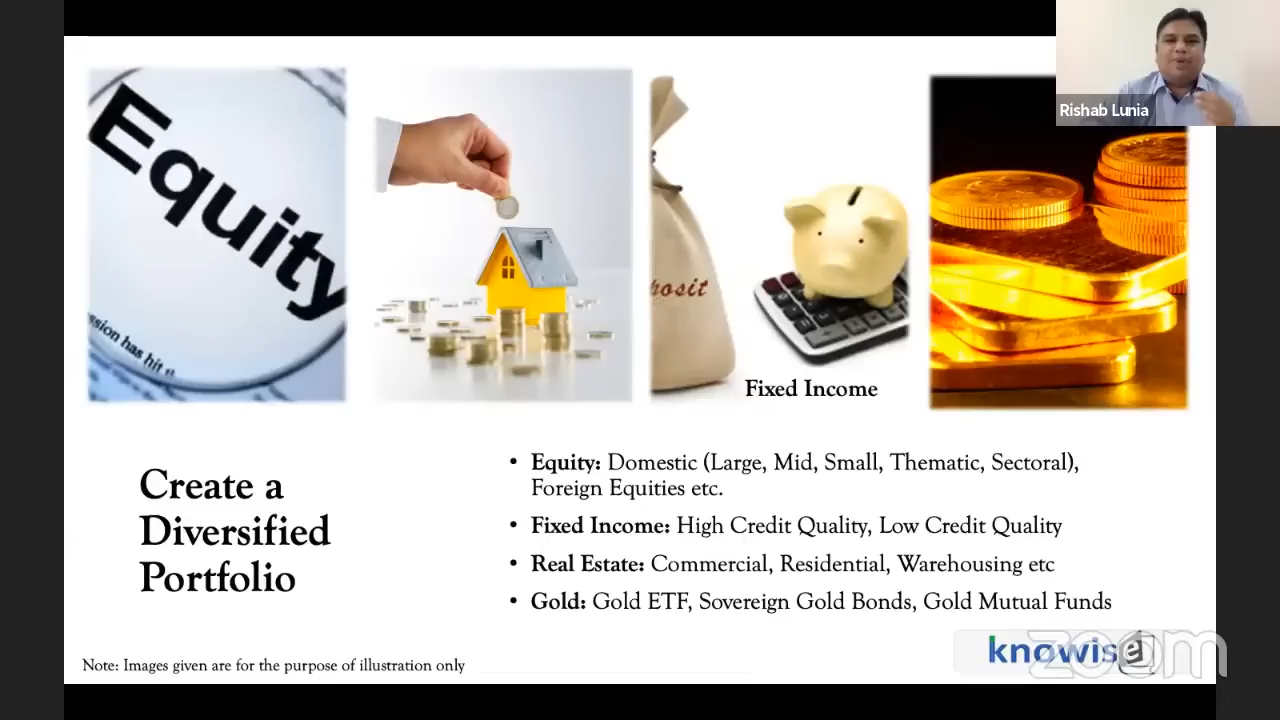 Rishab Lunia
Equity
ssion has hit
posit
Fixed Income
Create a
Diversified
Portfolio
• Equity: Domestic (Large, Mid, Small, Thematic, Sectoral),
Foreign Equities etc.
• Fixed Income: High Credit Quality, Low Credit Quality
• Real Estate: Commercial, Residential, Warehousing etc
• Gold: Gold ETF, Sovereign Gold Bonds, Gold Mutual Funds
Note: Images given are for the purpose of illustration only
knowise
zoom